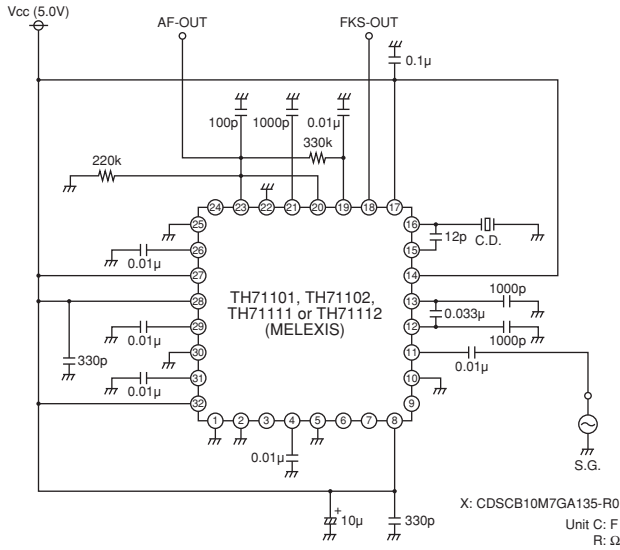 Vcc (5.0V)
AF-OUT
FKS-OUT
0.1µ
100p
1000p
0.01µ
330k
220k
24
23
22
21
20
19
18
17
25
16
12p
C.D.
26
15
0.01µ
27
14
TH71101, TH71102,
TH71111 or TH71112
(MELEXIS)
28
13
1000p
0.033µ
29
12
0.01µ
1000p
330p
30
11
0.01µ
31
10
0.01µ
32
9
1
2
3
4
5
6
7
8
0.01µ
S.G.
+
10µ
330p
X: CDSCB10M7GA135-R0
Unit C: F
R: Ω